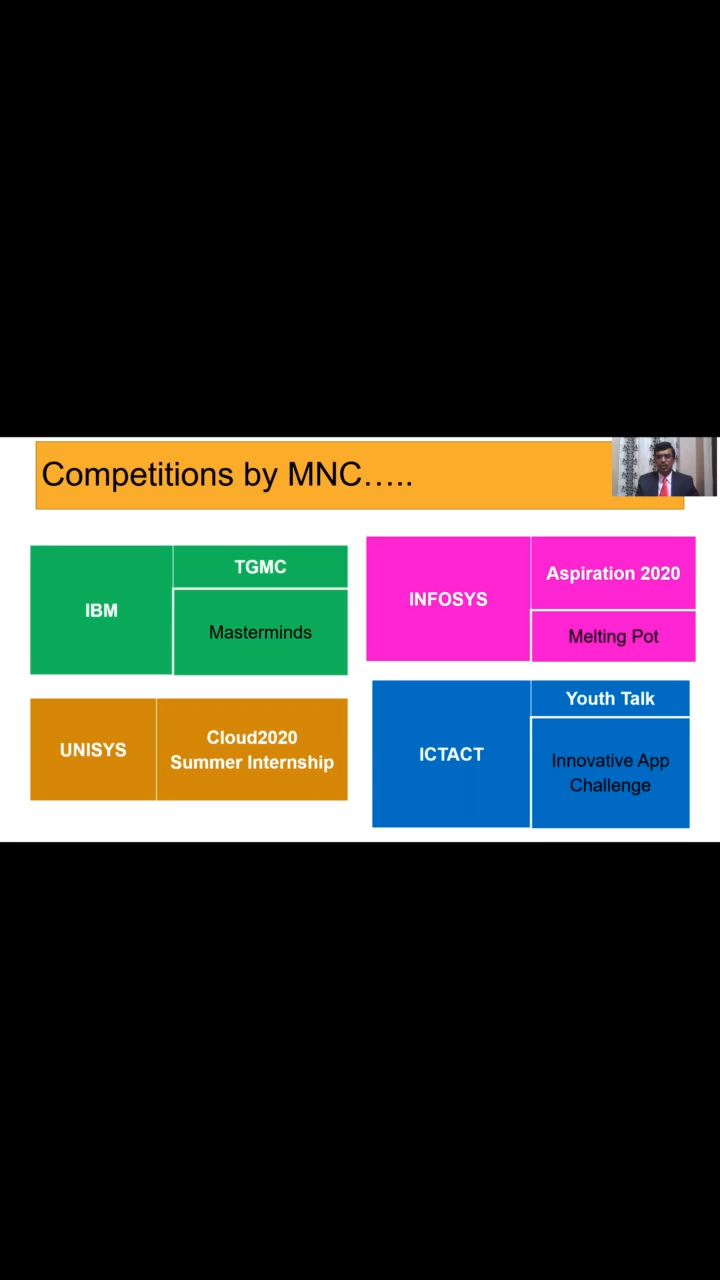 Competitions by MNC.....
IBM
TGMC
Masterminds
INFOSYS
Aspiration 2020
Melting Pot
UNISYS
Cloud2020
Summer Internship
ICTACT
Youth Talk
Innovative App
Challenge